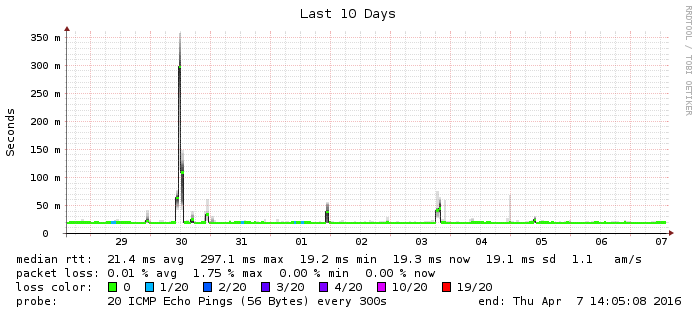 Last 10 Days
RRDTOOL / TOBI OETIKER
Seconds
350 m
300 m
250 m
200 m
150 m
100 m
50 m
0
29 30 31 01 02 03 04 05 06 07
median rtt: 21.4 ms avg 297.1 ms max 19.2 ms min 19.3 ms now 19.1 ms sd 1.1 am/s
packet loss: 0.01 % avg 1.75 % max 0.00 % min 0.00 % now
loss color: 0 1/20 2/20 3/20 4/20 10/20 19/20
probe: 20 ICMP Echo Pings (56 Bytes) every 300s end: Thu Apr 7 14:05:08 2016